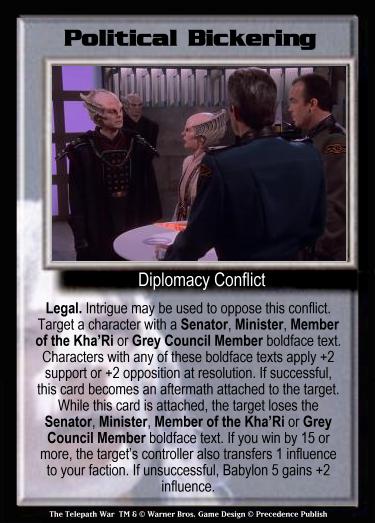 Political Bickering
Diplomacy Conflict
Legal. Intrigue may be used to oppose this conflict.
Target a character with a Senator, Minister, Member
of the Kha'Ri or Grey Council Member boldface text.
Characters with any of these boldface texts apply +2
support or +2 opposition at resolution. If successful,
this card becomes an aftermath attached to the target.
While this card is attached, the target loses the
Senator, Minister, Member of the Kha'Ri or Grey
Council Member boldface text. If you win by 15 or
more, the target's controller also transfers 1 influence
to your faction. If unsuccessful, Babylon 5 gains +2
influence.
The Telepath War TM & © Warner Bros. Game Design © Precedence Publish